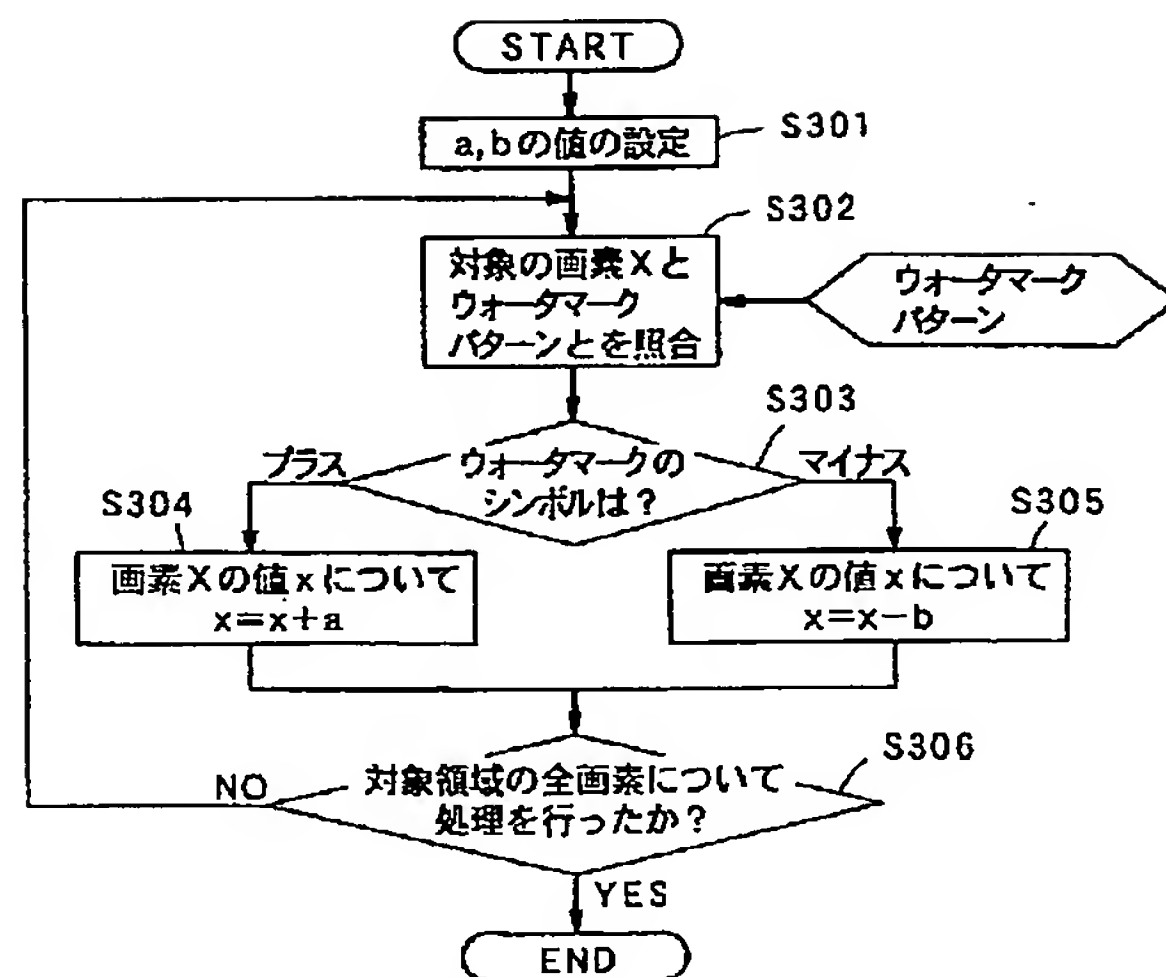 START
a,bの値の設定
S301
S302
対象の画素Xと
ウォータマーク
パターンとを照合
ウォータマーク
パターン
S303
プラス
ウォータマークの
シンボルは?
マイナス
S304
S305
画素Xの値xについて
x=x+a
画素Xの値xについて
x=x-b
S306
NO
対象領域の全画素について
処理を行ったか?
YES
END